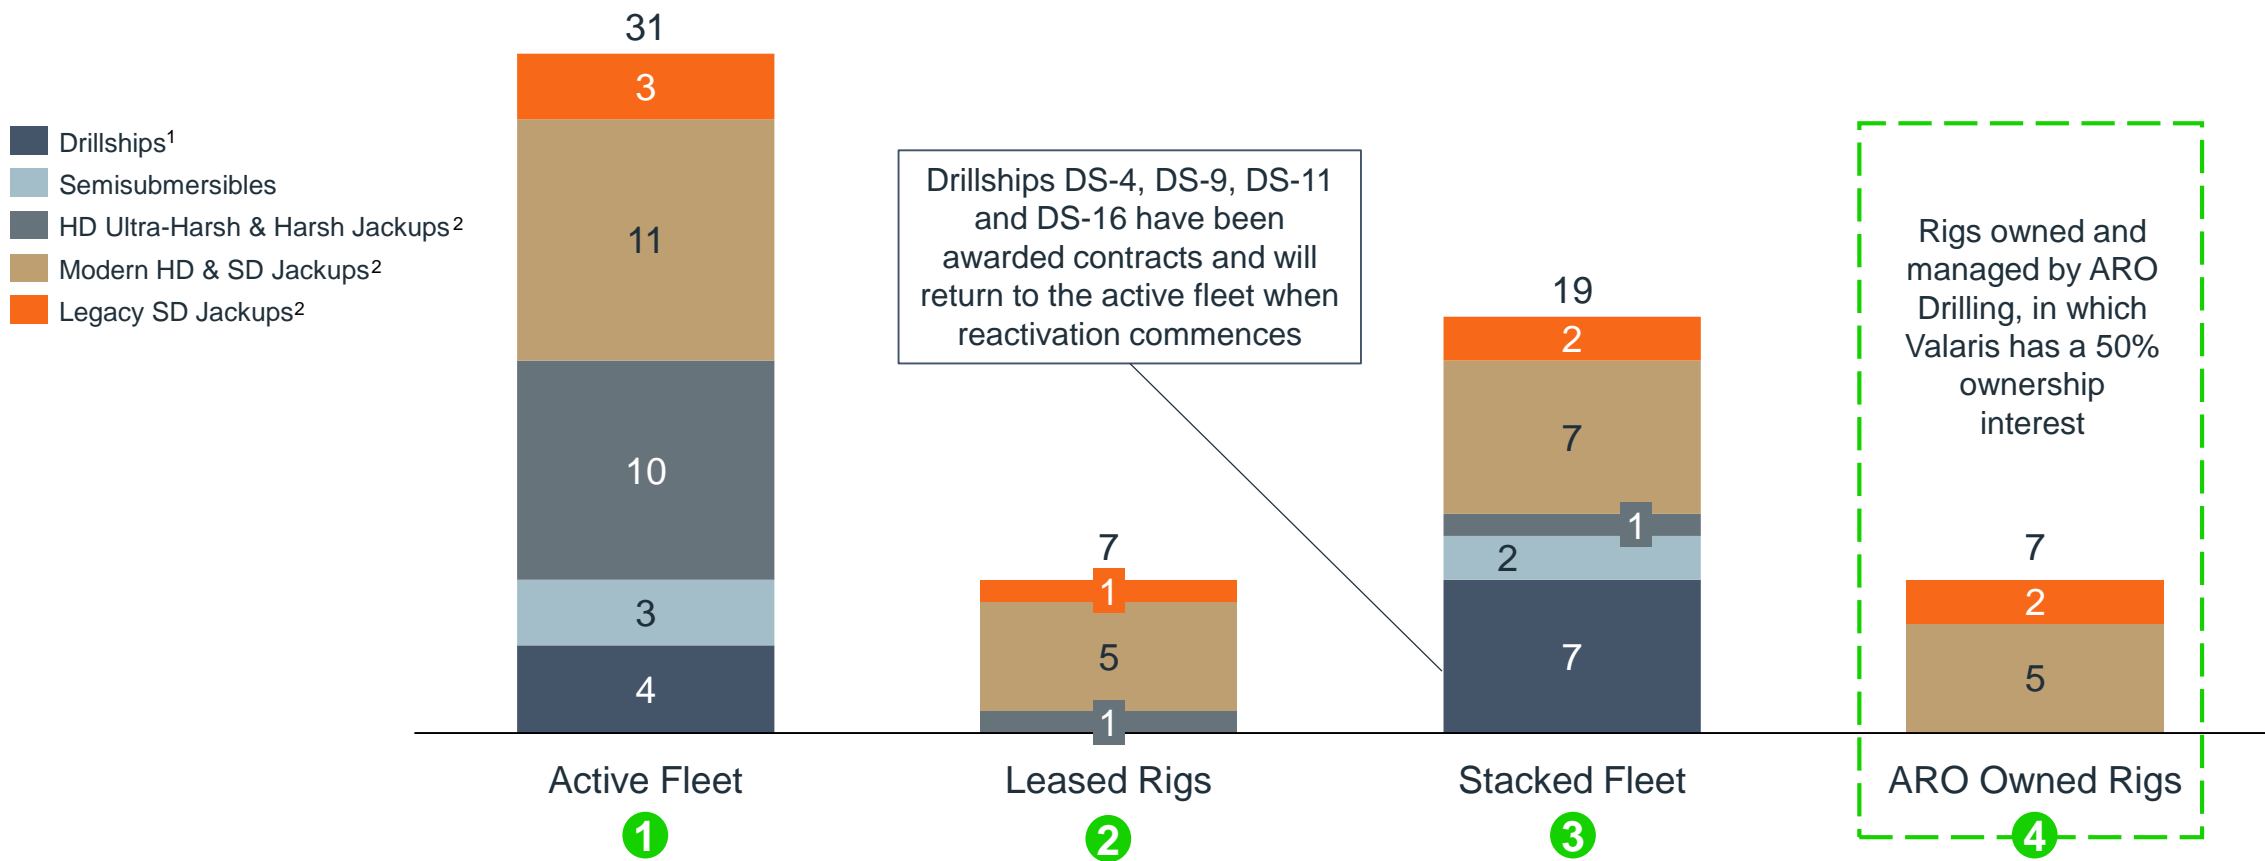 Drillships¹
Semisubmersibles
HD Ultra-Harsh & Harsh Jackups²
Modern HD & SD Jackups²
Legacy SD Jackups²
31
3
11
10
3
4
Active Fleet
1
7
1
5
1
Leased Rigs
2
Drillships DS-4, DS-9, DS-11
and DS-16 have been
awarded contracts and will
return to the active fleet when
reactivation commences
19
2
7
1
2
7
Stacked Fleet
3
Rigs owned and
managed by ARO
Drilling, in which
Valaris has a 50%
ownership
interest
7
2
5
ARO Owned Rigs
4